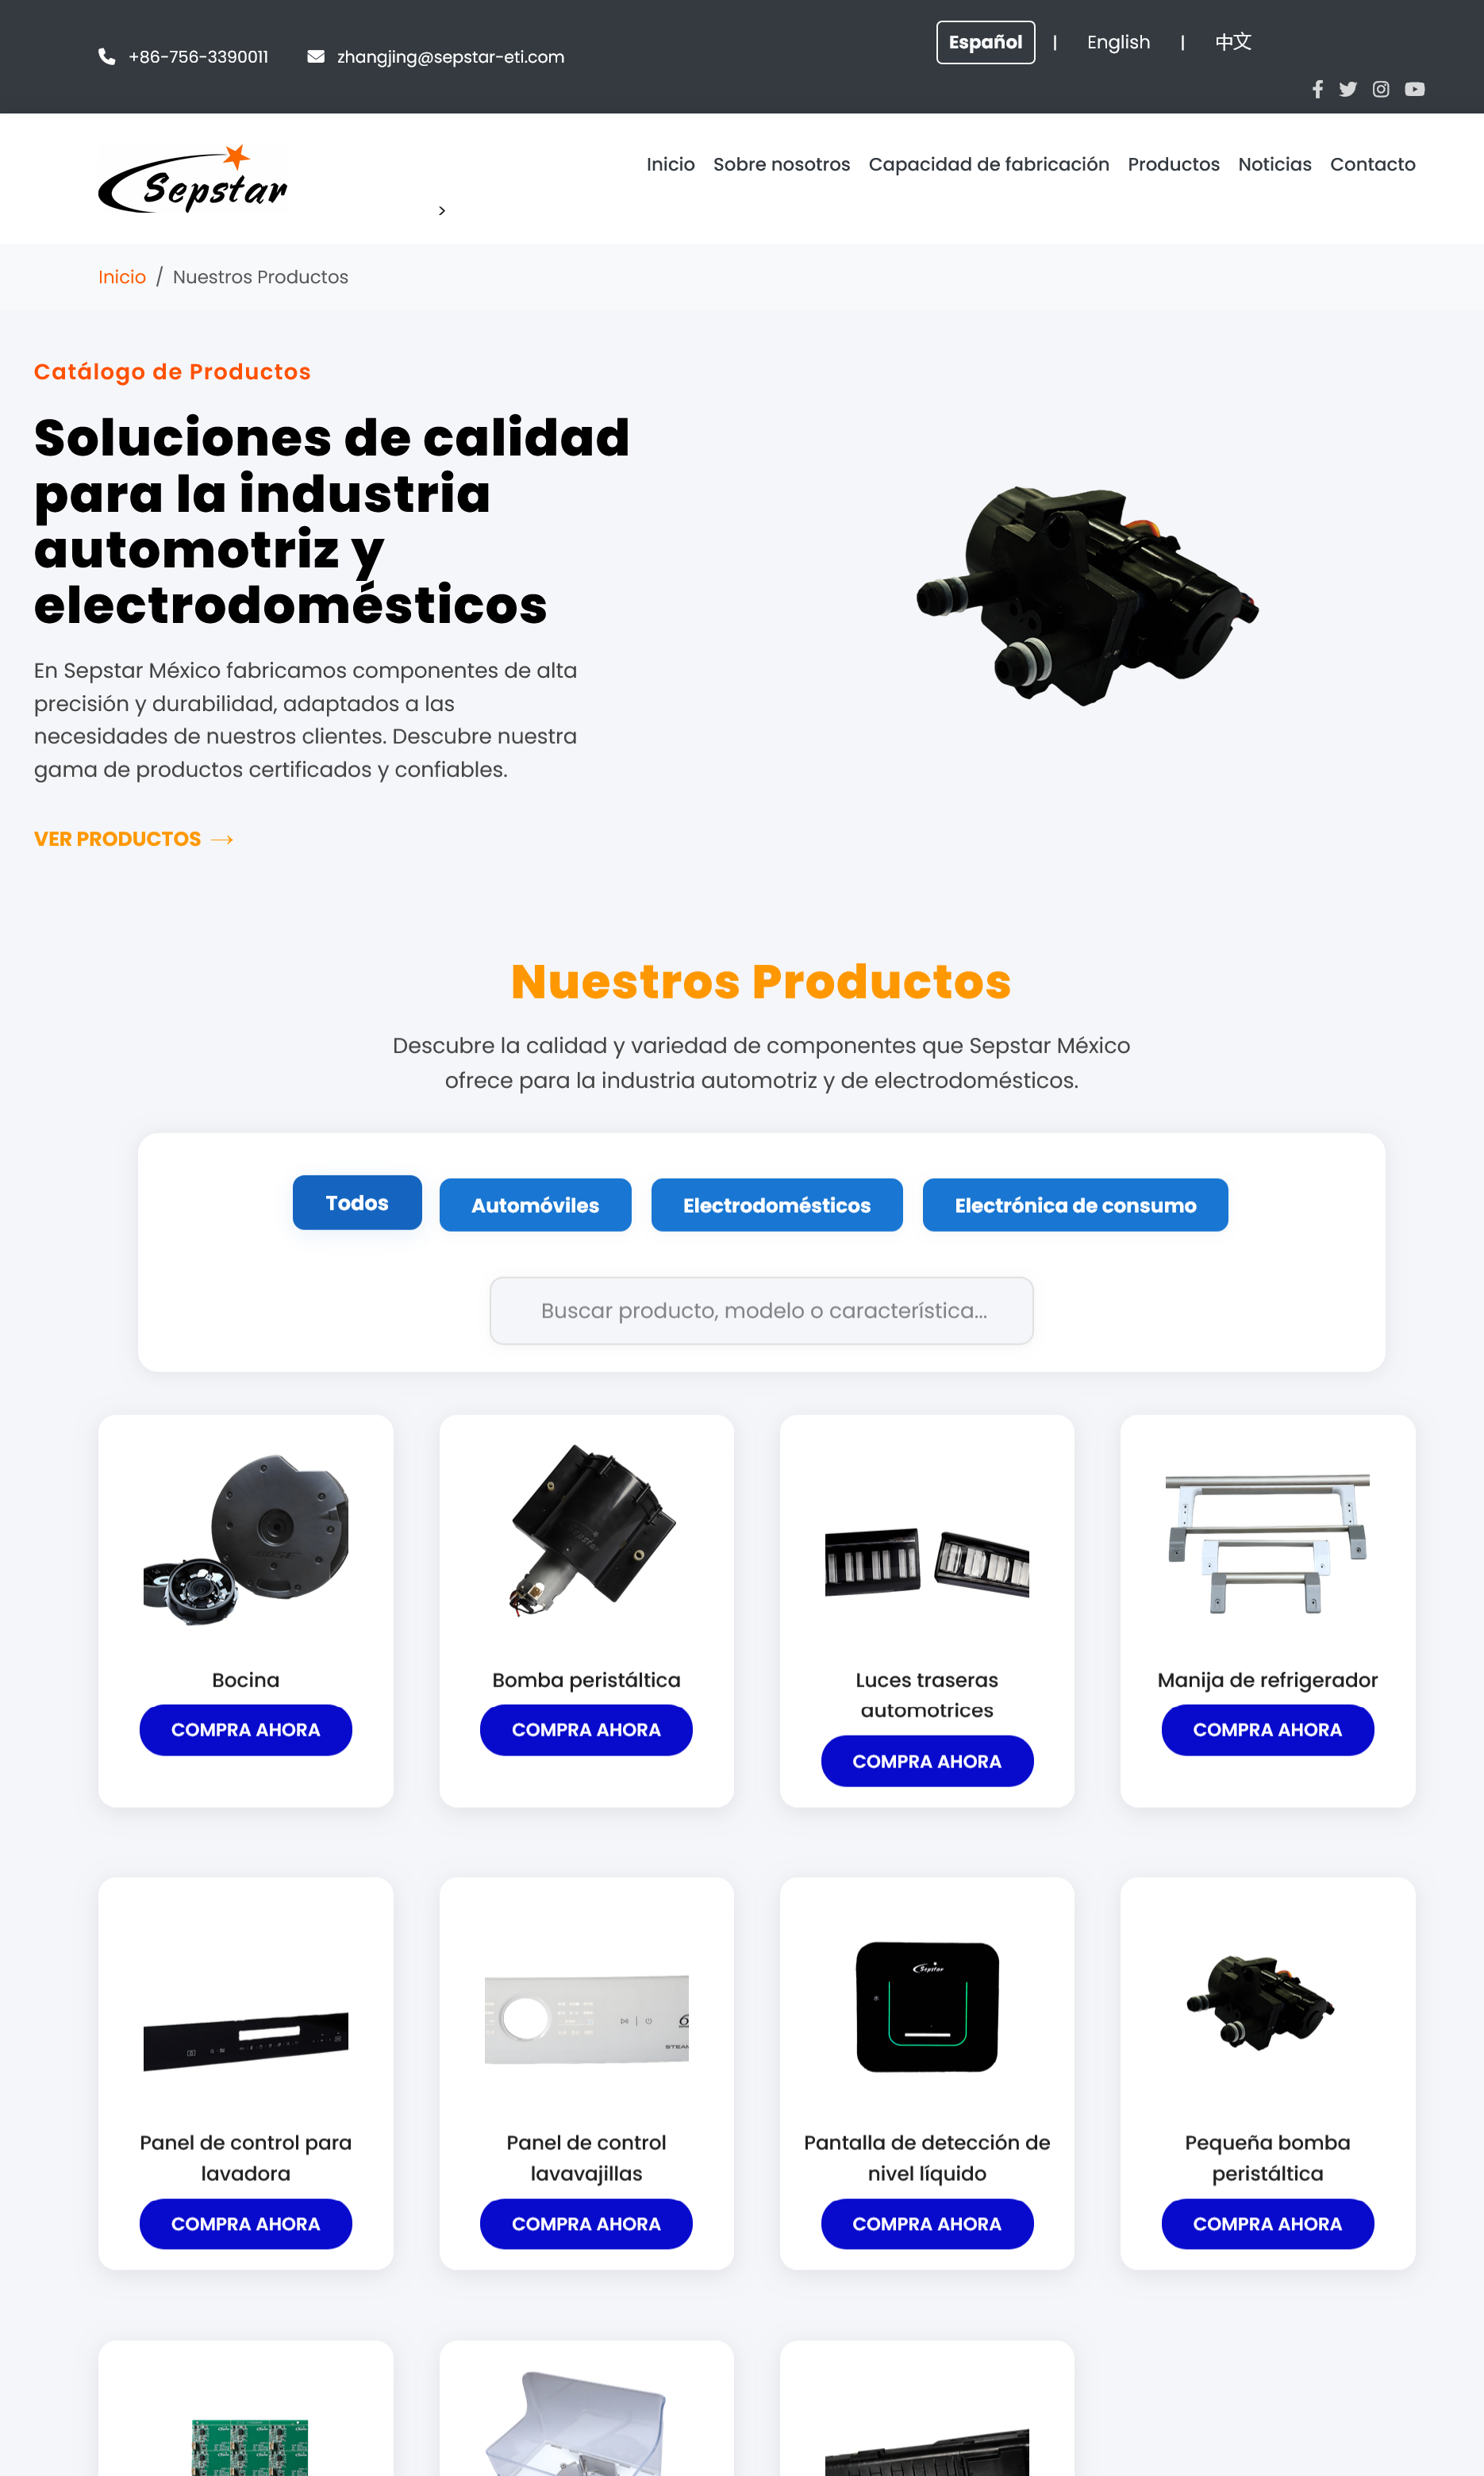 +86-756-3390011
zhangjing@sepstar-eti.com
Español | English | 中文
Sepstar
Inicio Sobre nosotros Capacidad de fabricación Productos Noticias Contacto
>
Inicio / Nuestros Productos
Catálogo de Productos
Soluciones de calidad
para la industria
automotriz y
electrodomésticos
En Sepstar México fabricamos componentes de alta
precisión y durabilidad, adaptados a las
necesidades de nuestros clientes. Descubre nuestra
gama de productos certificados y confiables.
VER PRODUCTOS →
Nuestros Productos
Descubre la calidad y variedad de componentes que Sepstar México
ofrece para la industria automotriz y de electrodomésticos.
Todos Automóviles Electrodomésticos Electrónica de consumo
Buscar producto, modelo o característica...
Bocina
COMPRA AHORA
Sepstar
Bomba peristáltica
COMPRA AHORA
Luces traseras
automotrices
COMPRA AHORA
Manija de refrigerador
COMPRA AHORA
Panel de control para
lavadora
COMPRA AHORA
Panel de control
lavavajillas
COMPRA AHORA
Sepstar
Pantalla de detección de
nivel líquido
COMPRA AHORA
Pequeña bomba
peristáltica
COMPRA AHORA